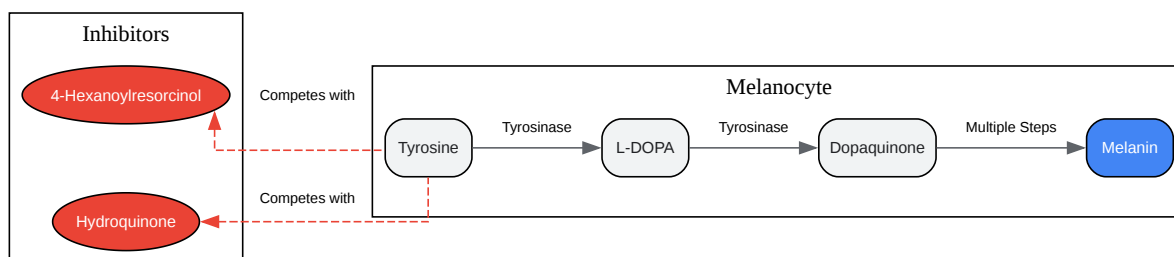 Inhibitors
4-Hexanoylresorcinol
Hydroquinone
Competes with
Competes with
Melanocyte
Tyrosine
Tyrosinase
L-DOPA
Tyrosinase
Dopaquinone
Multiple Steps
Melanin